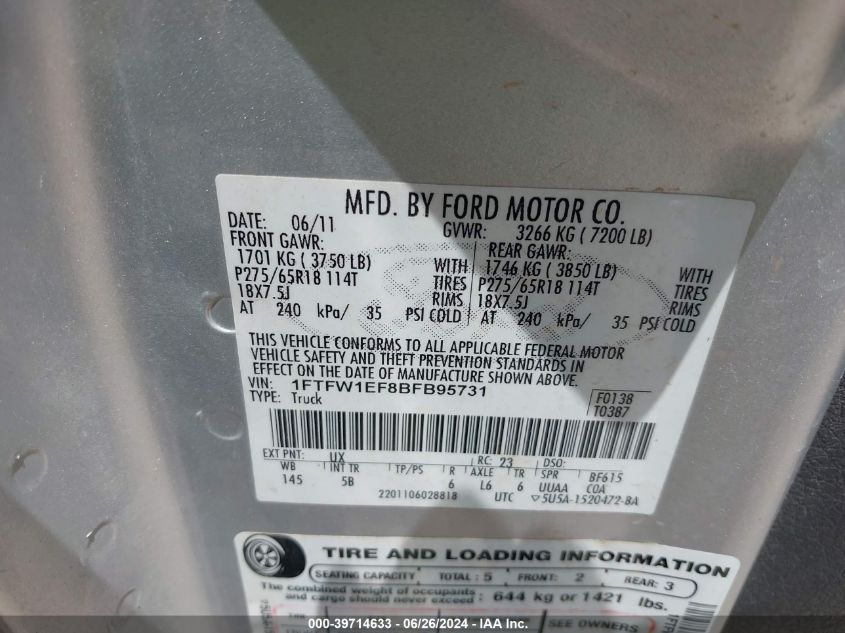 MFD. BY FORD MOTOR CO.
DATE: 06/11 GVWR: 3266 KG ( 7200 LB)
FRONT GAWR: REAR GAWR:
1701 KG ( 3750 LB) WITH 1746 KG ( 3850 LB) WITH
P275/65R18 114T TIRES P275/65R18 114T TIRES
18X7.5J RIMS 18X7.5J RIMS
AT 240 kPa/ 35 PSI COLD AT 240 kPa/ 35 PSI COLD
THIS VEHICLE CONFORMS TO ALL APPLICABLE FEDERAL MOTOR
VEHICLE SAFETY AND THEFT PREVENTION STANDARDS IN
EFFECT ON THE DATE OF MANUFACTURE SHOWN ABOVE.
VIN: 1FTFW1EF8BFB95731 F0138
TYPE: Truck T0387
EXT PNT: UX RC: 23 DSO:
WB INT TR TP/PS R AXLE TR SPR BF615
145 5B 6 L6 6 UUAA COA
2201106028818 UTC ▽5U5A-1520472-BA
TIRE AND LOADING INFORMATION
SEATING CAPACITY TOTAL : 5 FRONT: 2 REAR: 3
The combined weight of occupants
and cargo should never exceed : 644 kg or 1421 lbs.
SEE OWNERS
000-39714633 - 06/26/2024 - IAA Inc.